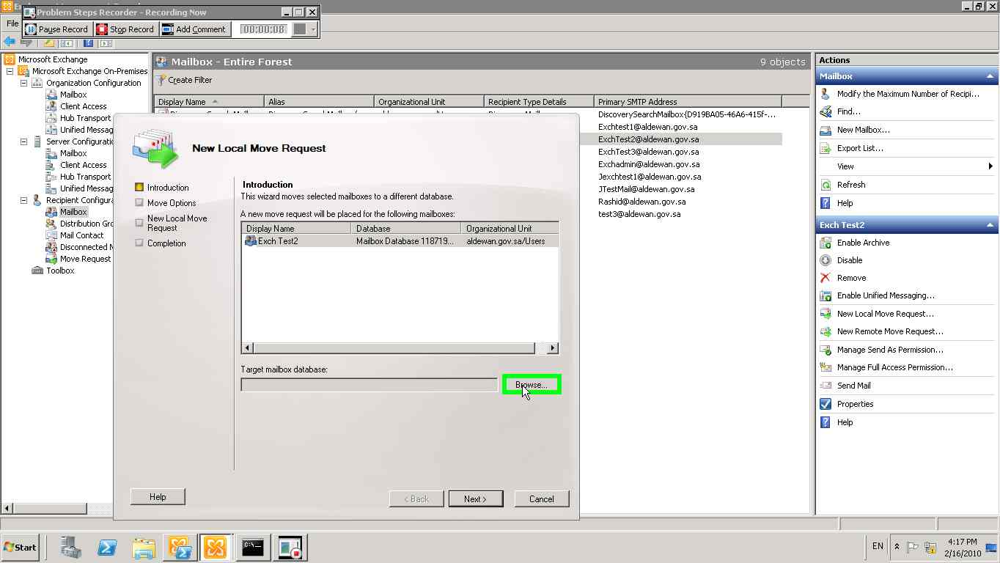 Problem Steps Recorder - Recording Now
File
Pause Record
Stop Record
Add Comment
00:00:08
Microsoft Exchange
Microsoft Exchange On-Premises
Organization Configuration
Mailbox
Client Access
Hub Transport
Unified Messag
Server Configuratio
Mailbox
Client Access
Hub Transport
Unified Messag
Recipient Configura
Mailbox
Distribution Gro
Mail Contact
Disconnected M
Move Request
Toolbox
Mailbox - Entire Forest
9 objects
Create Filter
Display Name
Alias
Organizational Unit
Recipient Type Details
Primary SMTP Address
DiscoverySearchMailbox{D919BA05-46A6-415f-...
Exchtest1@aldewan.gov.sa
ExchTest2@aldewan.gov.sa
ExchTest3@aldewan.gov.sa
Exchadmin@aldewan.gov.sa
Jexchtest1@aldewan.gov.sa
JTestMail@aldewan.gov.sa
Rashid@aldewan.gov.sa
test3@aldewan.gov.sa
New Local Move Request
Introduction
Move Options
New Local Move
Request
Completion
Introduction
This wizard moves selected mailboxes to a different database.
A new move request will be placed for the following mailboxes:
Display Name
Database
Organizational Unit
Exch Test2
Mailbox Database 118719...
aldewan.gov.sa/Users
Target mailbox database:
Browse...
Help
< Back
Next >
Cancel
Actions
Mailbox
Modify the Maximum Number of Recipi...
Find...
New Mailbox...
Export List...
View
Refresh
Help
Exch Test2
Enable Archive
Disable
Remove
Enable Unified Messaging...
New Local Move Request...
New Remote Move Request...
Manage Send As Permission...
Manage Full Access Permission...
Send Mail
Properties
Help
Start
EN
4:17 PM
2/16/2010